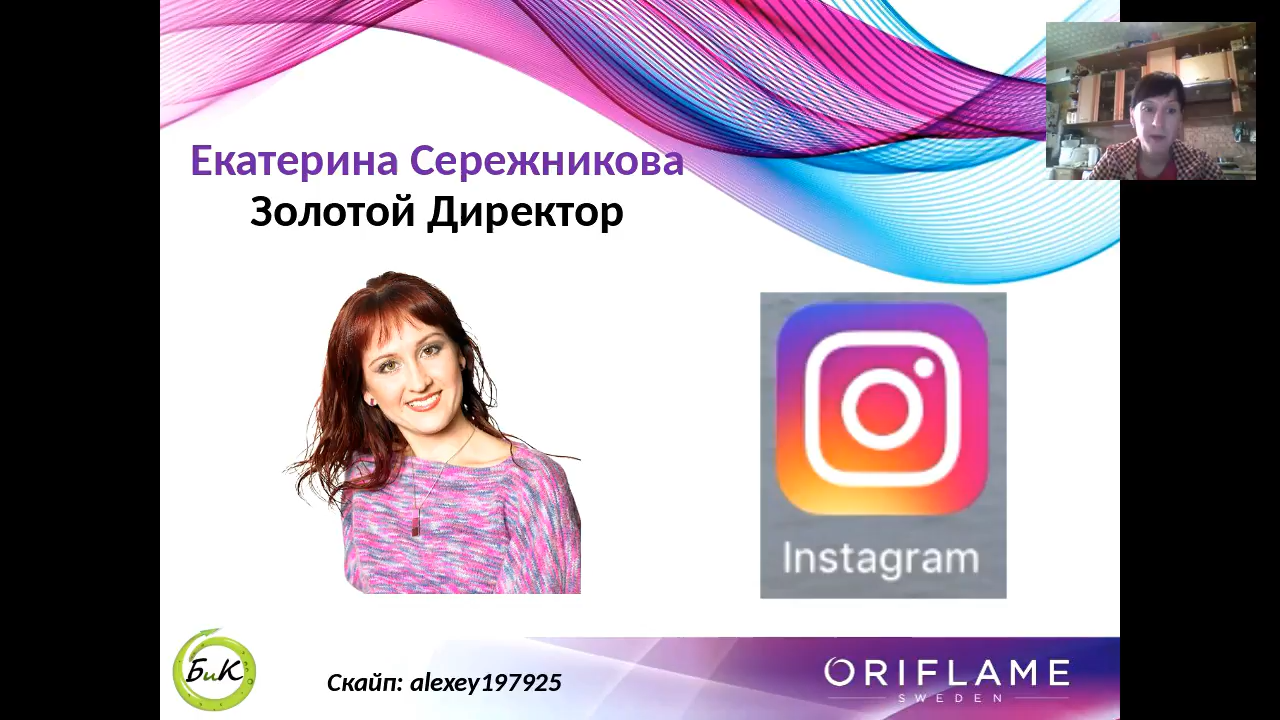 Екатерина Сережникова
Золотой Директор
Instagram
БиК
Скайп: alexey197925
ORIFLAME
SWEDEN